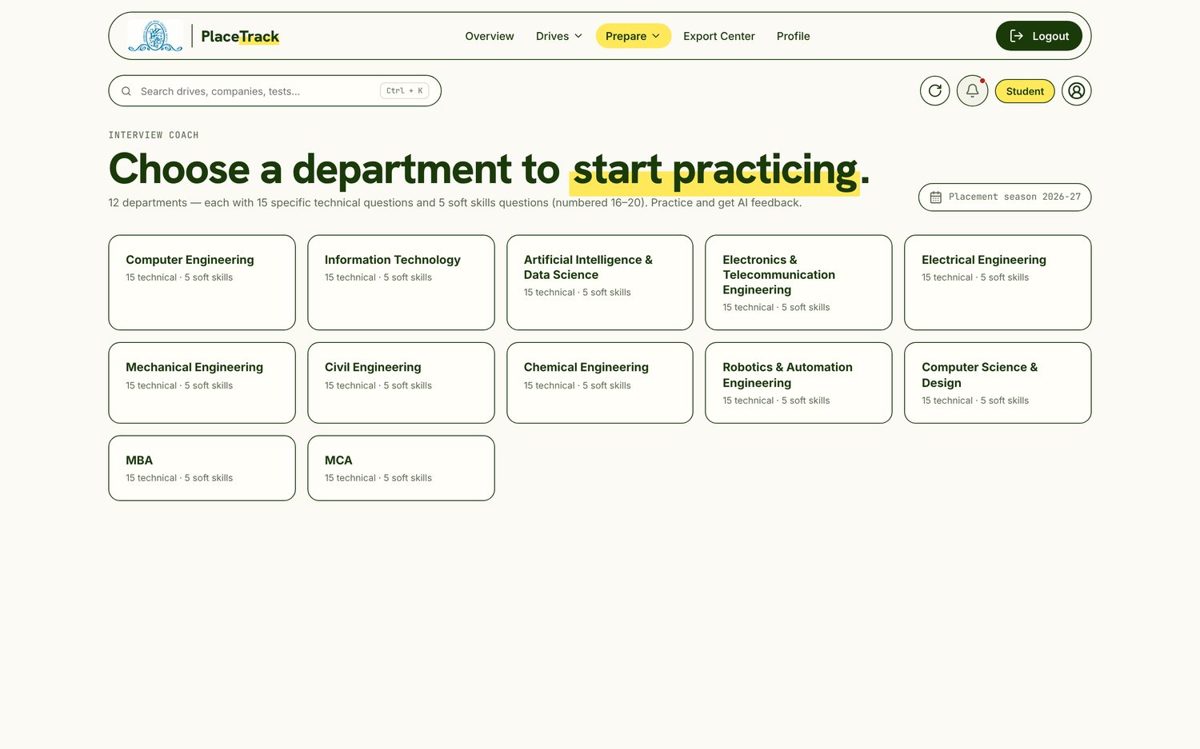 PlaceTrack
Overview
Drives
Prepare
Export Center
Profile
Logout
Search drives, companies, tests...
Ctrl + K
Student
INTERVIEW COACH
Choose a department to start practicing.
12 departments — each with 15 specific technical questions and 5 soft skills questions (numbered 16–20). Practice and get AI feedback.
Placement season 2026-27
Computer Engineering
15 technical · 5 soft skills
Information Technology
15 technical · 5 soft skills
Artificial Intelligence &
Data Science
15 technical · 5 soft skills
Electronics &
Telecommunication
Engineering
15 technical · 5 soft skills
Electrical Engineering
15 technical · 5 soft skills
Mechanical Engineering
15 technical · 5 soft skills
Civil Engineering
15 technical · 5 soft skills
Chemical Engineering
15 technical · 5 soft skills
Robotics & Automation
Engineering
15 technical · 5 soft skills
Computer Science &
Design
15 technical · 5 soft skills
MBA
15 technical · 5 soft skills
MCA
15 technical · 5 soft skills